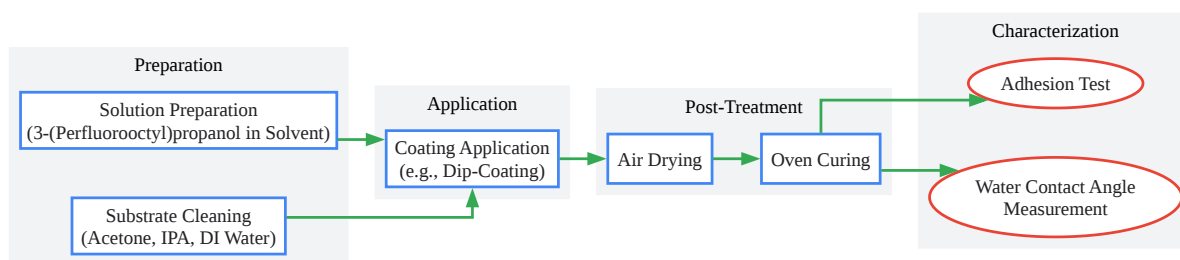 Preparation
Solution Preparation
(3-(Perfluorooctyl)propanol in Solvent)
Substrate Cleaning
(Acetone, IPA, DI Water)
Application
Coating Application
(e.g., Dip-Coating)
Post-Treatment
Air Drying
Oven Curing
Characterization
Adhesion Test
Water Contact Angle
Measurement